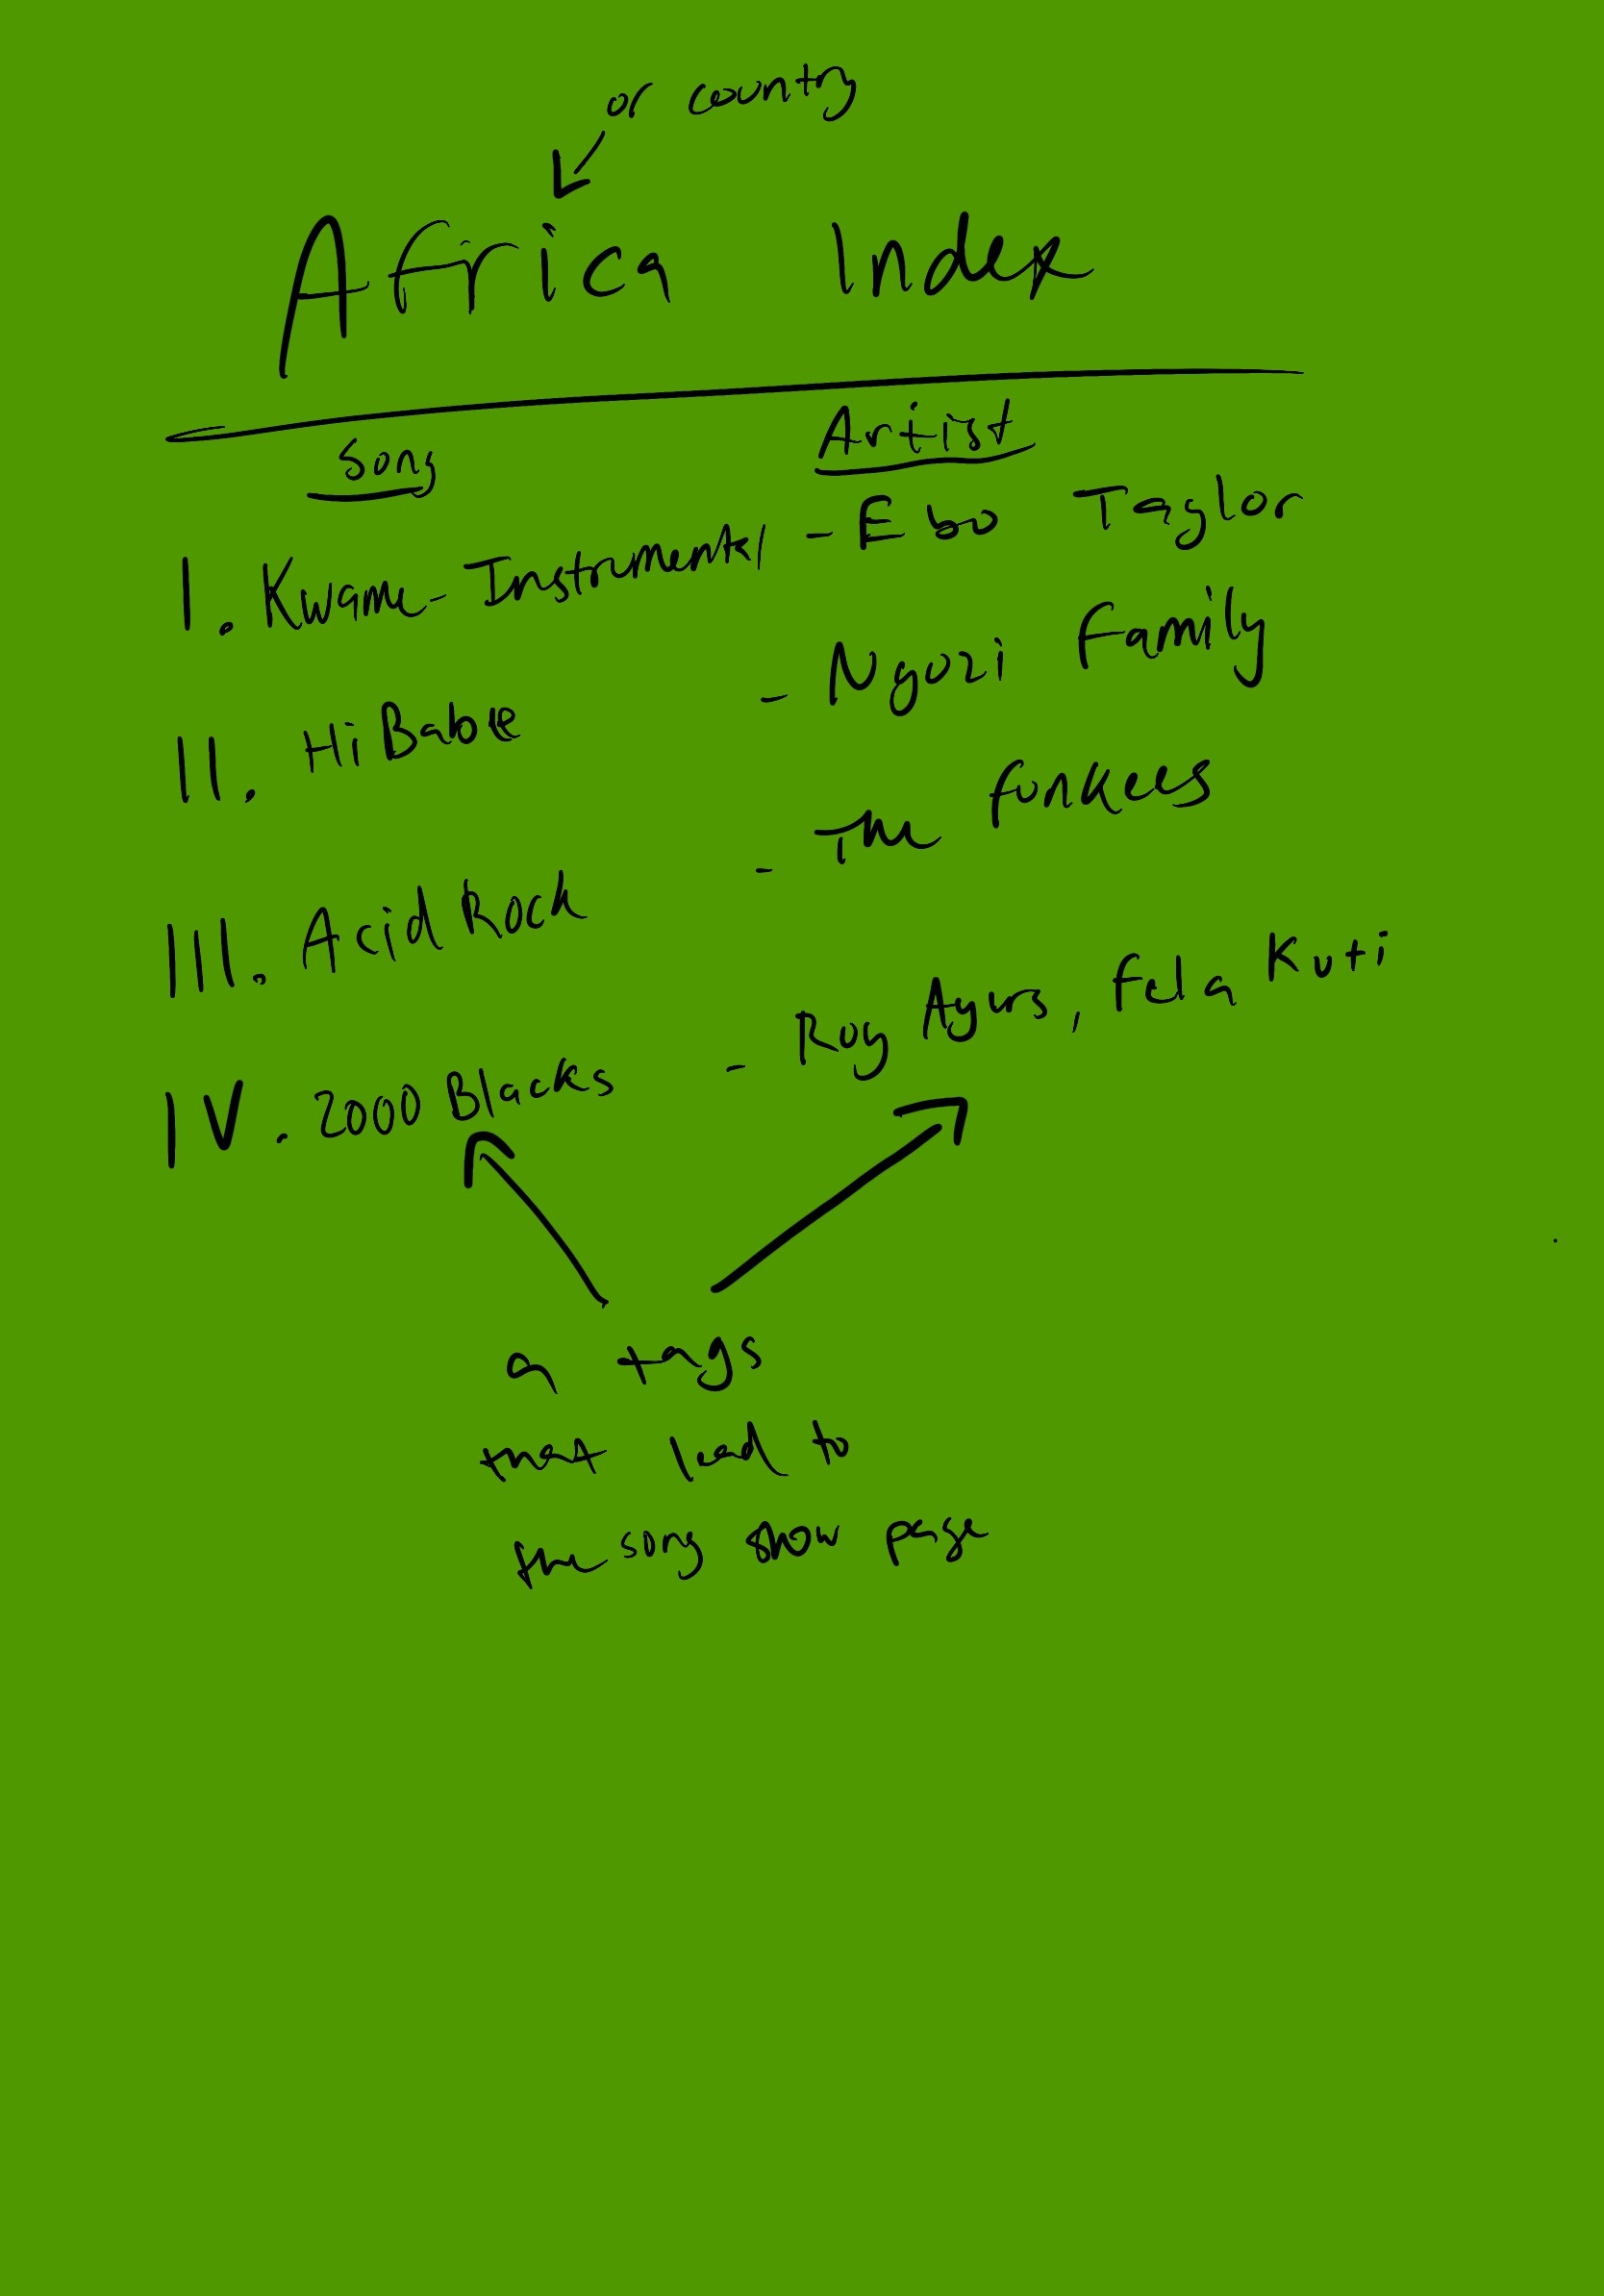 or country
Africa Index
Song Artist
I. Kwame-Instrumental - Ebo Taylor
II. Hi Babe - Ngozi Family
III. Acid Rock - The Funkees
IV. 2000 Blacks - Roy Ayers, Fela Kuti
a tags
that lead to
the song show page